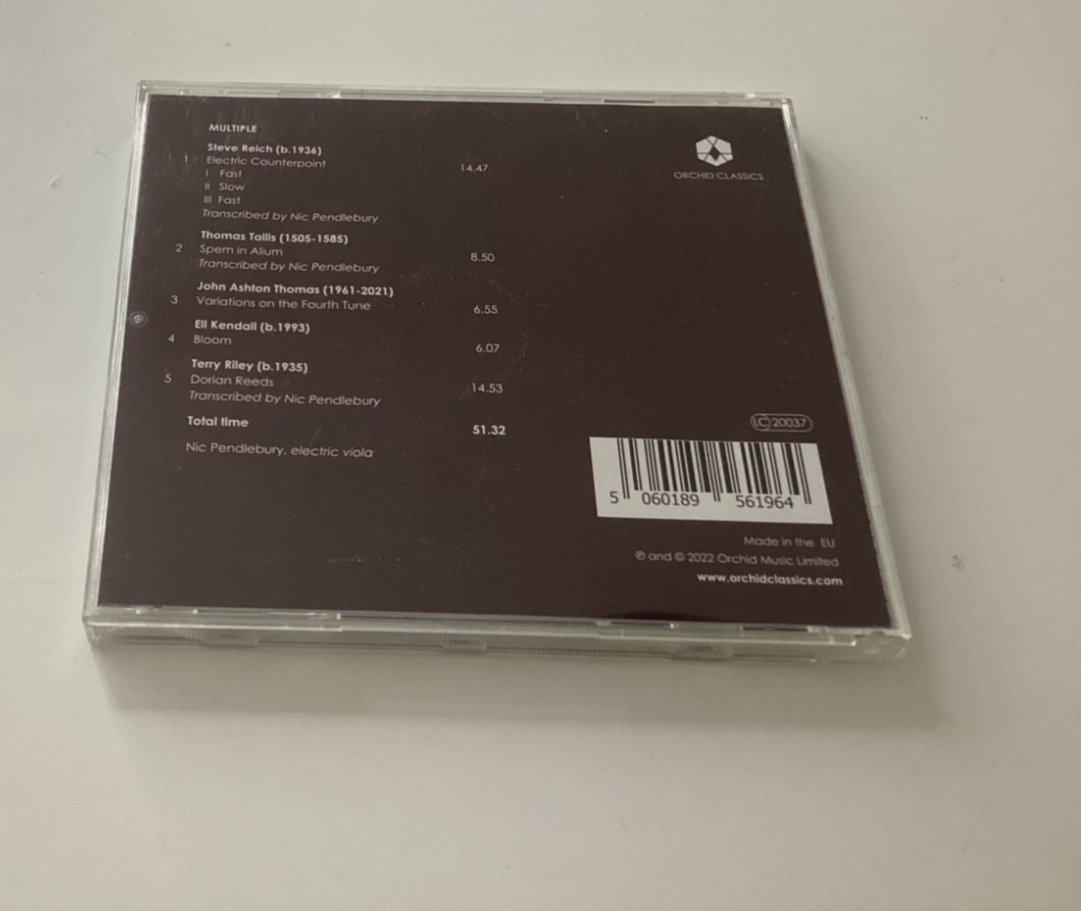 MULTIPLE
Steve Reich (b.1936)
1 Electric Counterpoint 14.47
I Fast
II Slow
III Fast
Transcribed by Nic Pendlebury
Thomas Tallis (1505-1585)
2 Spem in Alium 8.50
Transcribed by Nic Pendlebury
John Ashton Thomas (1961-2021)
3 Variations on the Fourth Tune 6.55
Eli Kendall (b.1993)
4 Bloom 6.07
Terry Riley (b.1935)
5 Dorian Reeds 14.53
Transcribed by Nic Pendlebury
Total time 51.32
Nic Pendlebury, electric viola
ORCHID CLASSICS
LC 20037
5 060189 561964
Made in the EU
℗ and © 2022 Orchid Music Limited
www.orchidclassics.com